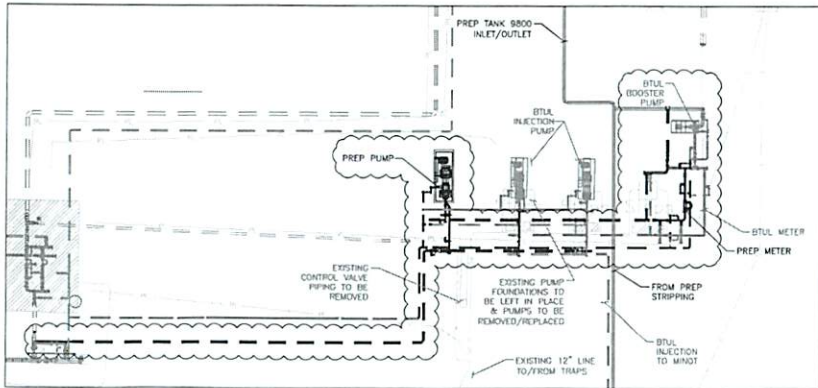 PREP TANK 9800
INLET/OUTLET
BTUL
BOOSTER
PUMP
BTUL
INJECTION
PUMP
PREP PUMP
BTUL METER
PREP METER
EXISTING
CONTROL VALVE
PIPING TO BE
REMOVED
EXISTING PUMP
FOUNDATIONS TO
BE LEFT IN PLACE
& PUMPS TO BE
REMOVED/REPLACED
FROM PREP
STRIPPING
BTUL
INJECTION
TO MINOT
EXISTING 12" LINE
TO/FROM TRAPS